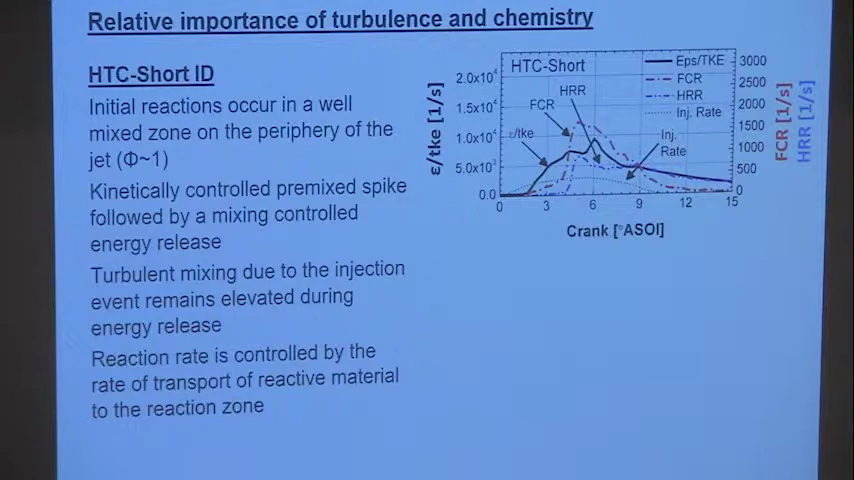 Relative importance of turbulence and chemistry
HTC-Short ID
Initial reactions occur in a well
mixed zone on the periphery of the
jet (Φ~1)
Kinetically controlled premixed spike
followed by a mixing controlled
energy release
Turbulent mixing due to the injection
event remains elevated during
energy release
Reaction rate is controlled by the
rate of transport of reactive material
to the reaction zone
HTC-Short
Eps/TKE
FCR
HRR
Inj. Rate
HRR
FCR
ε/tke
Inj.
Rate
ε/tke [1/s]
2.0x10⁴
1.5x10⁴
1.0x10⁴
5.0x10³
0.0
3000
2500
2000
1500
1000
500
0
FCR [1/s]
HRR [1/s]
0 3 6 9 12 15
Crank [°ASOI]